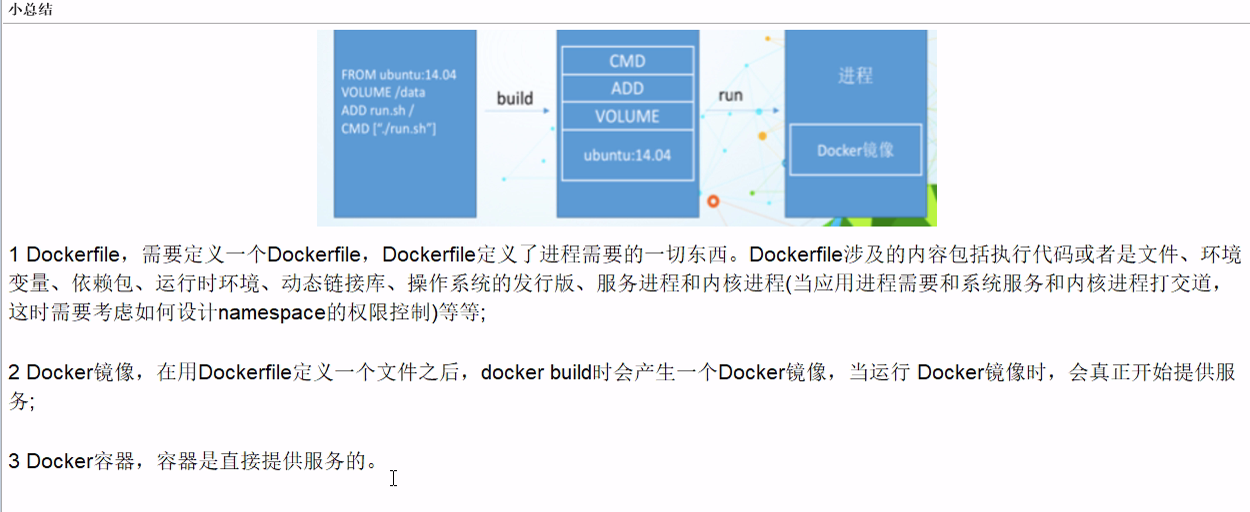 小总结
FROM ubuntu:14.04
VOLUME /data
ADD run.sh /
CMD ["./run.sh"]
build
CMD
ADD
VOLUME
ubuntu:14.04
run
进程
Docker镜像
1 Dockerfile，需要定义一个Dockerfile，Dockerfile定义了进程需要的一切东西。Dockerfile涉及的内容包括执行代码或者是文件、环境
变量、依赖包、运行时环境、动态链接库、操作系统的发行版、服务进程和内核进程(当应用进程需要和系统服务和内核进程打交道，
这时需要考虑如何设计namespace的权限控制)等等;
2 Docker镜像，在用Dockerfile定义一个文件之后，docker build时会产生一个Docker镜像，当运行 Docker镜像时，会真正开始提供服
务;
3 Docker容器，容器是直接提供服务的。